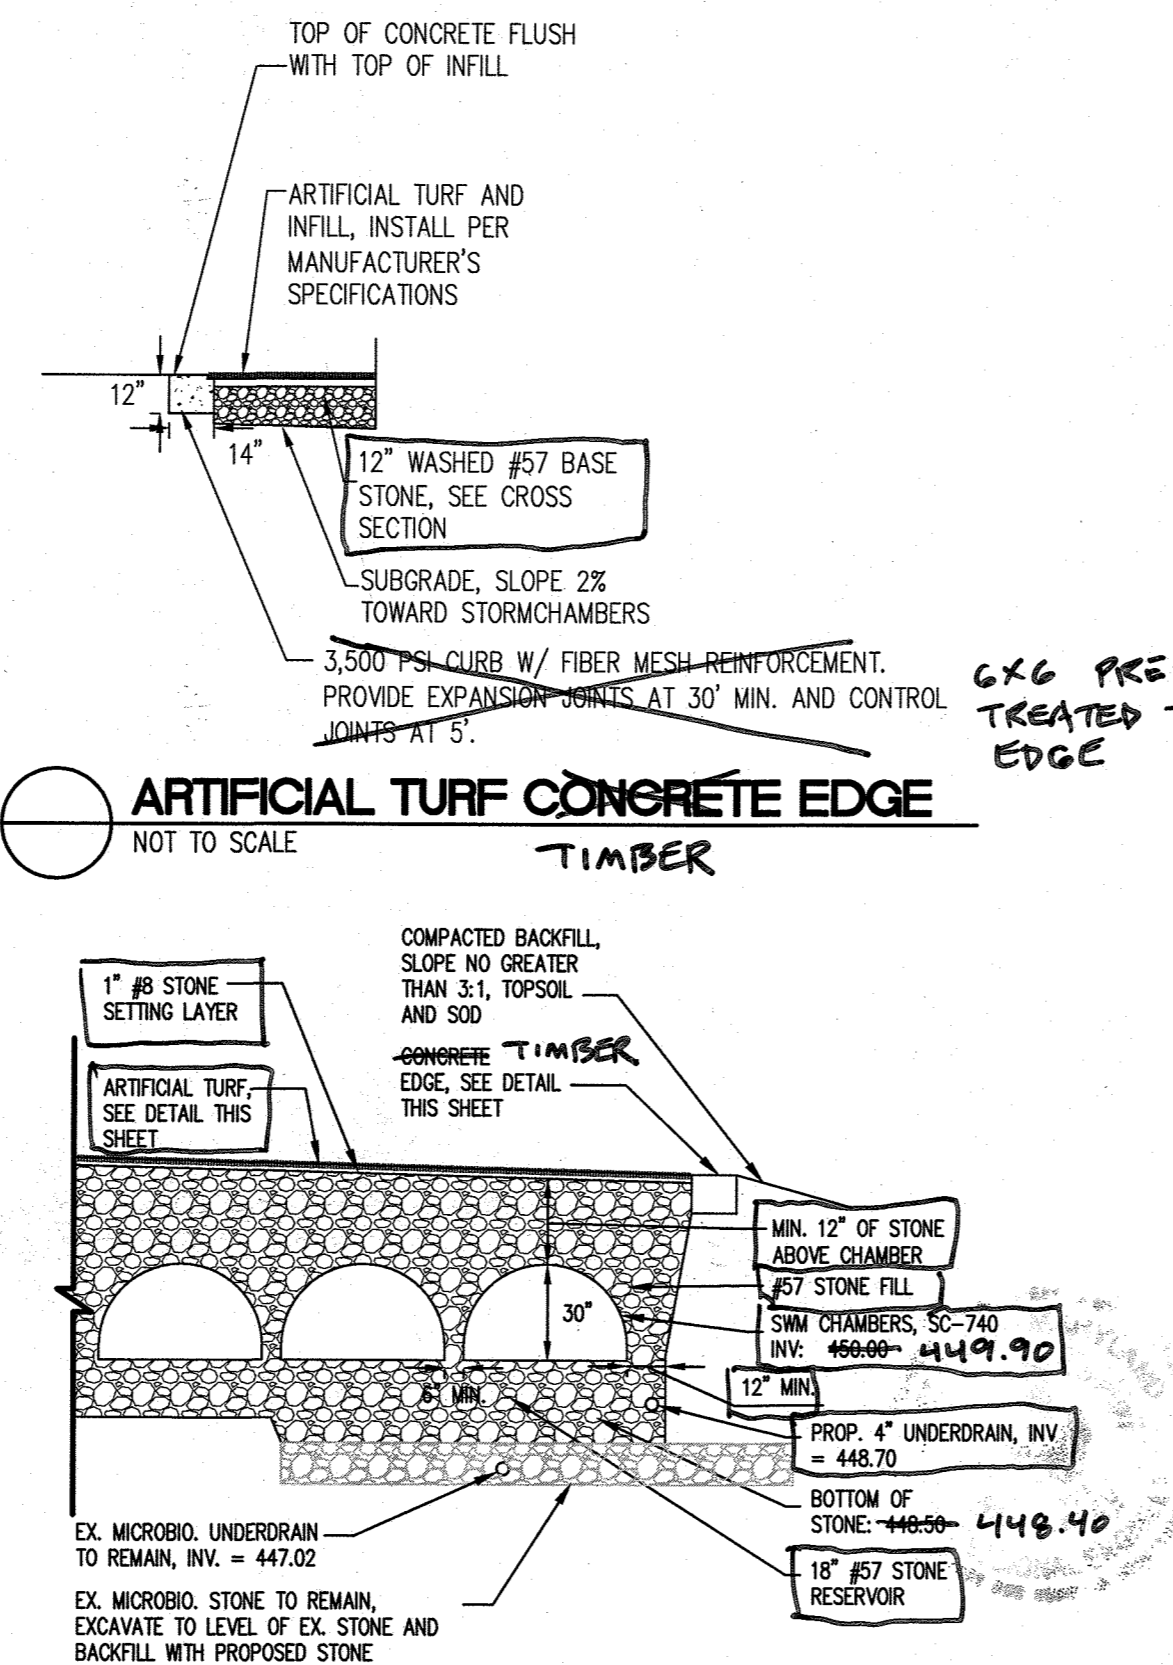 TOP OF CONCRETE FLUSH
WITH TOP OF INFILL
ARTIFICIAL TURF AND
INFILL, INSTALL PER
MANUFACTURER'S
SPECIFICATIONS
12"
14"
12" WASHED #57 BASE
STONE, SEE CROSS
SECTION
SUBGRADE, SLOPE 2%
TOWARD STORMCHAMBERS
3,500 PSI CURB W/ FIBER MESH REINFORCEMENT.
PROVIDE EXPANSION JOINTS AT 30' MIN. AND CONTROL
JOINTS AT 5'.
6X6 PRE
TREATED
EDGE
ARTIFICIAL TURF CONCRETE EDGE
NOT TO SCALE
TIMBER
COMPACTED BACKFILL,
SLOPE NO GREATER
THAN 3:1, TOPSOIL
AND SOD
1" #8 STONE
SETTING LAYER
CONCRETE TIMBER
EDGE, SEE DETAIL
THIS SHEET
ARTIFICIAL TURF,
SEE DETAIL THIS
SHEET
MIN. 12" OF STONE
ABOVE CHAMBER
#57 STONE FILL
30"
SWM CHAMBERS, SC-740
INV: 450.00 449.90
6" MIN.
12" MIN.
PROP. 4" UNDERDRAIN, INV
= 448.70
BOTTOM OF
STONE: 448.50 448.40
EX. MICROBIO. UNDERDRAIN
TO REMAIN, INV. = 447.02
18" #57 STONE
RESERVOIR
EX. MICROBIO. STONE TO REMAIN,
EXCAVATE TO LEVEL OF EX. STONE AND
BACKFILL WITH PROPOSED STONE